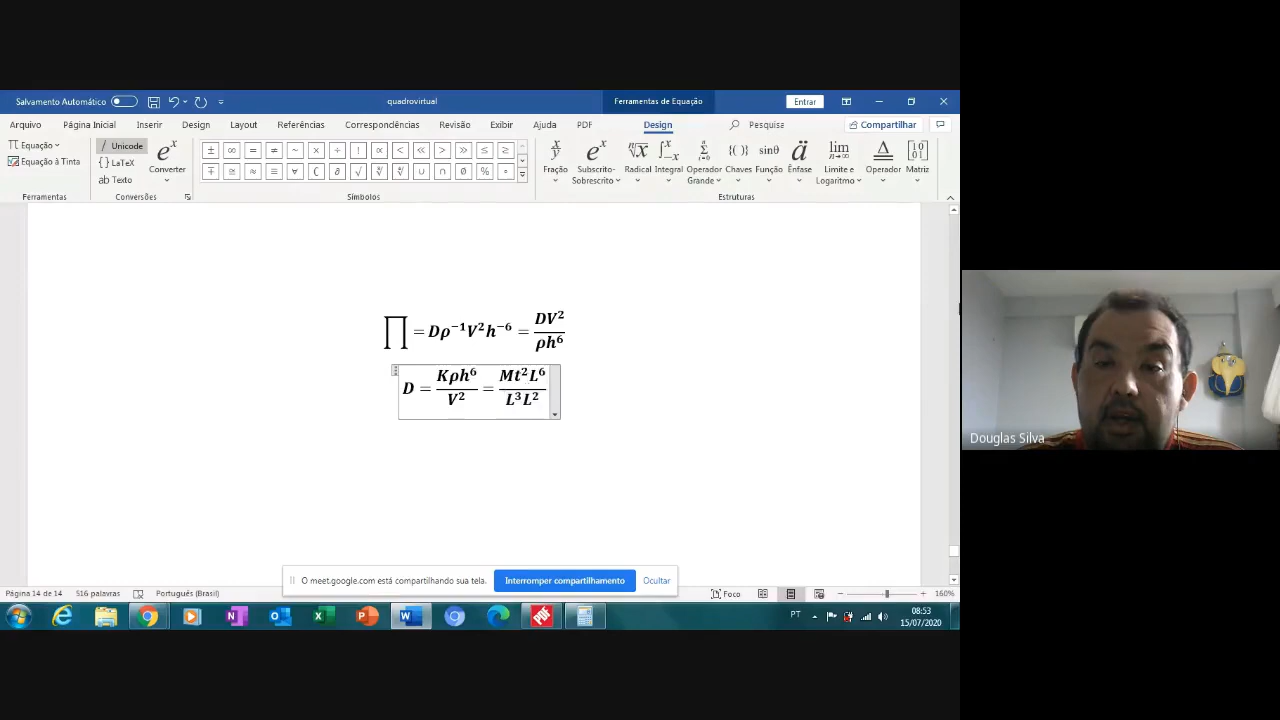 Salvamento Automático
quadrovirtual
Ferramentas de Equação
Entrar
Arquivo Página Inicial Inserir Design Layout Referências Correspondências Revisão Exibir Ajuda PDF Design Pesquisa Compartilhar
Equação
Equação à Tinta
Ferramentas
Unicode
LaTeX
ab Texto
Converter
Conversões
Símbolos
Fração
Subscrito-Sobrescrito
Radical
Integral
Operador Grande
Chaves
Função
Ênfase
Limite e Logaritmo
Operador
Matriz
Estruturas
∏ = Dρ⁻¹V²h⁻⁶ = DV²/ρh⁶
D = Kρh⁶/V² = Mt²L⁶/L³L²
Douglas Silva
O meet.google.com está compartilhando sua tela. Interromper compartilhamento Ocultar
Página 14 de 14 516 palavras Português (Brasil) Foco 160%
PT 08:53
15/07/2020